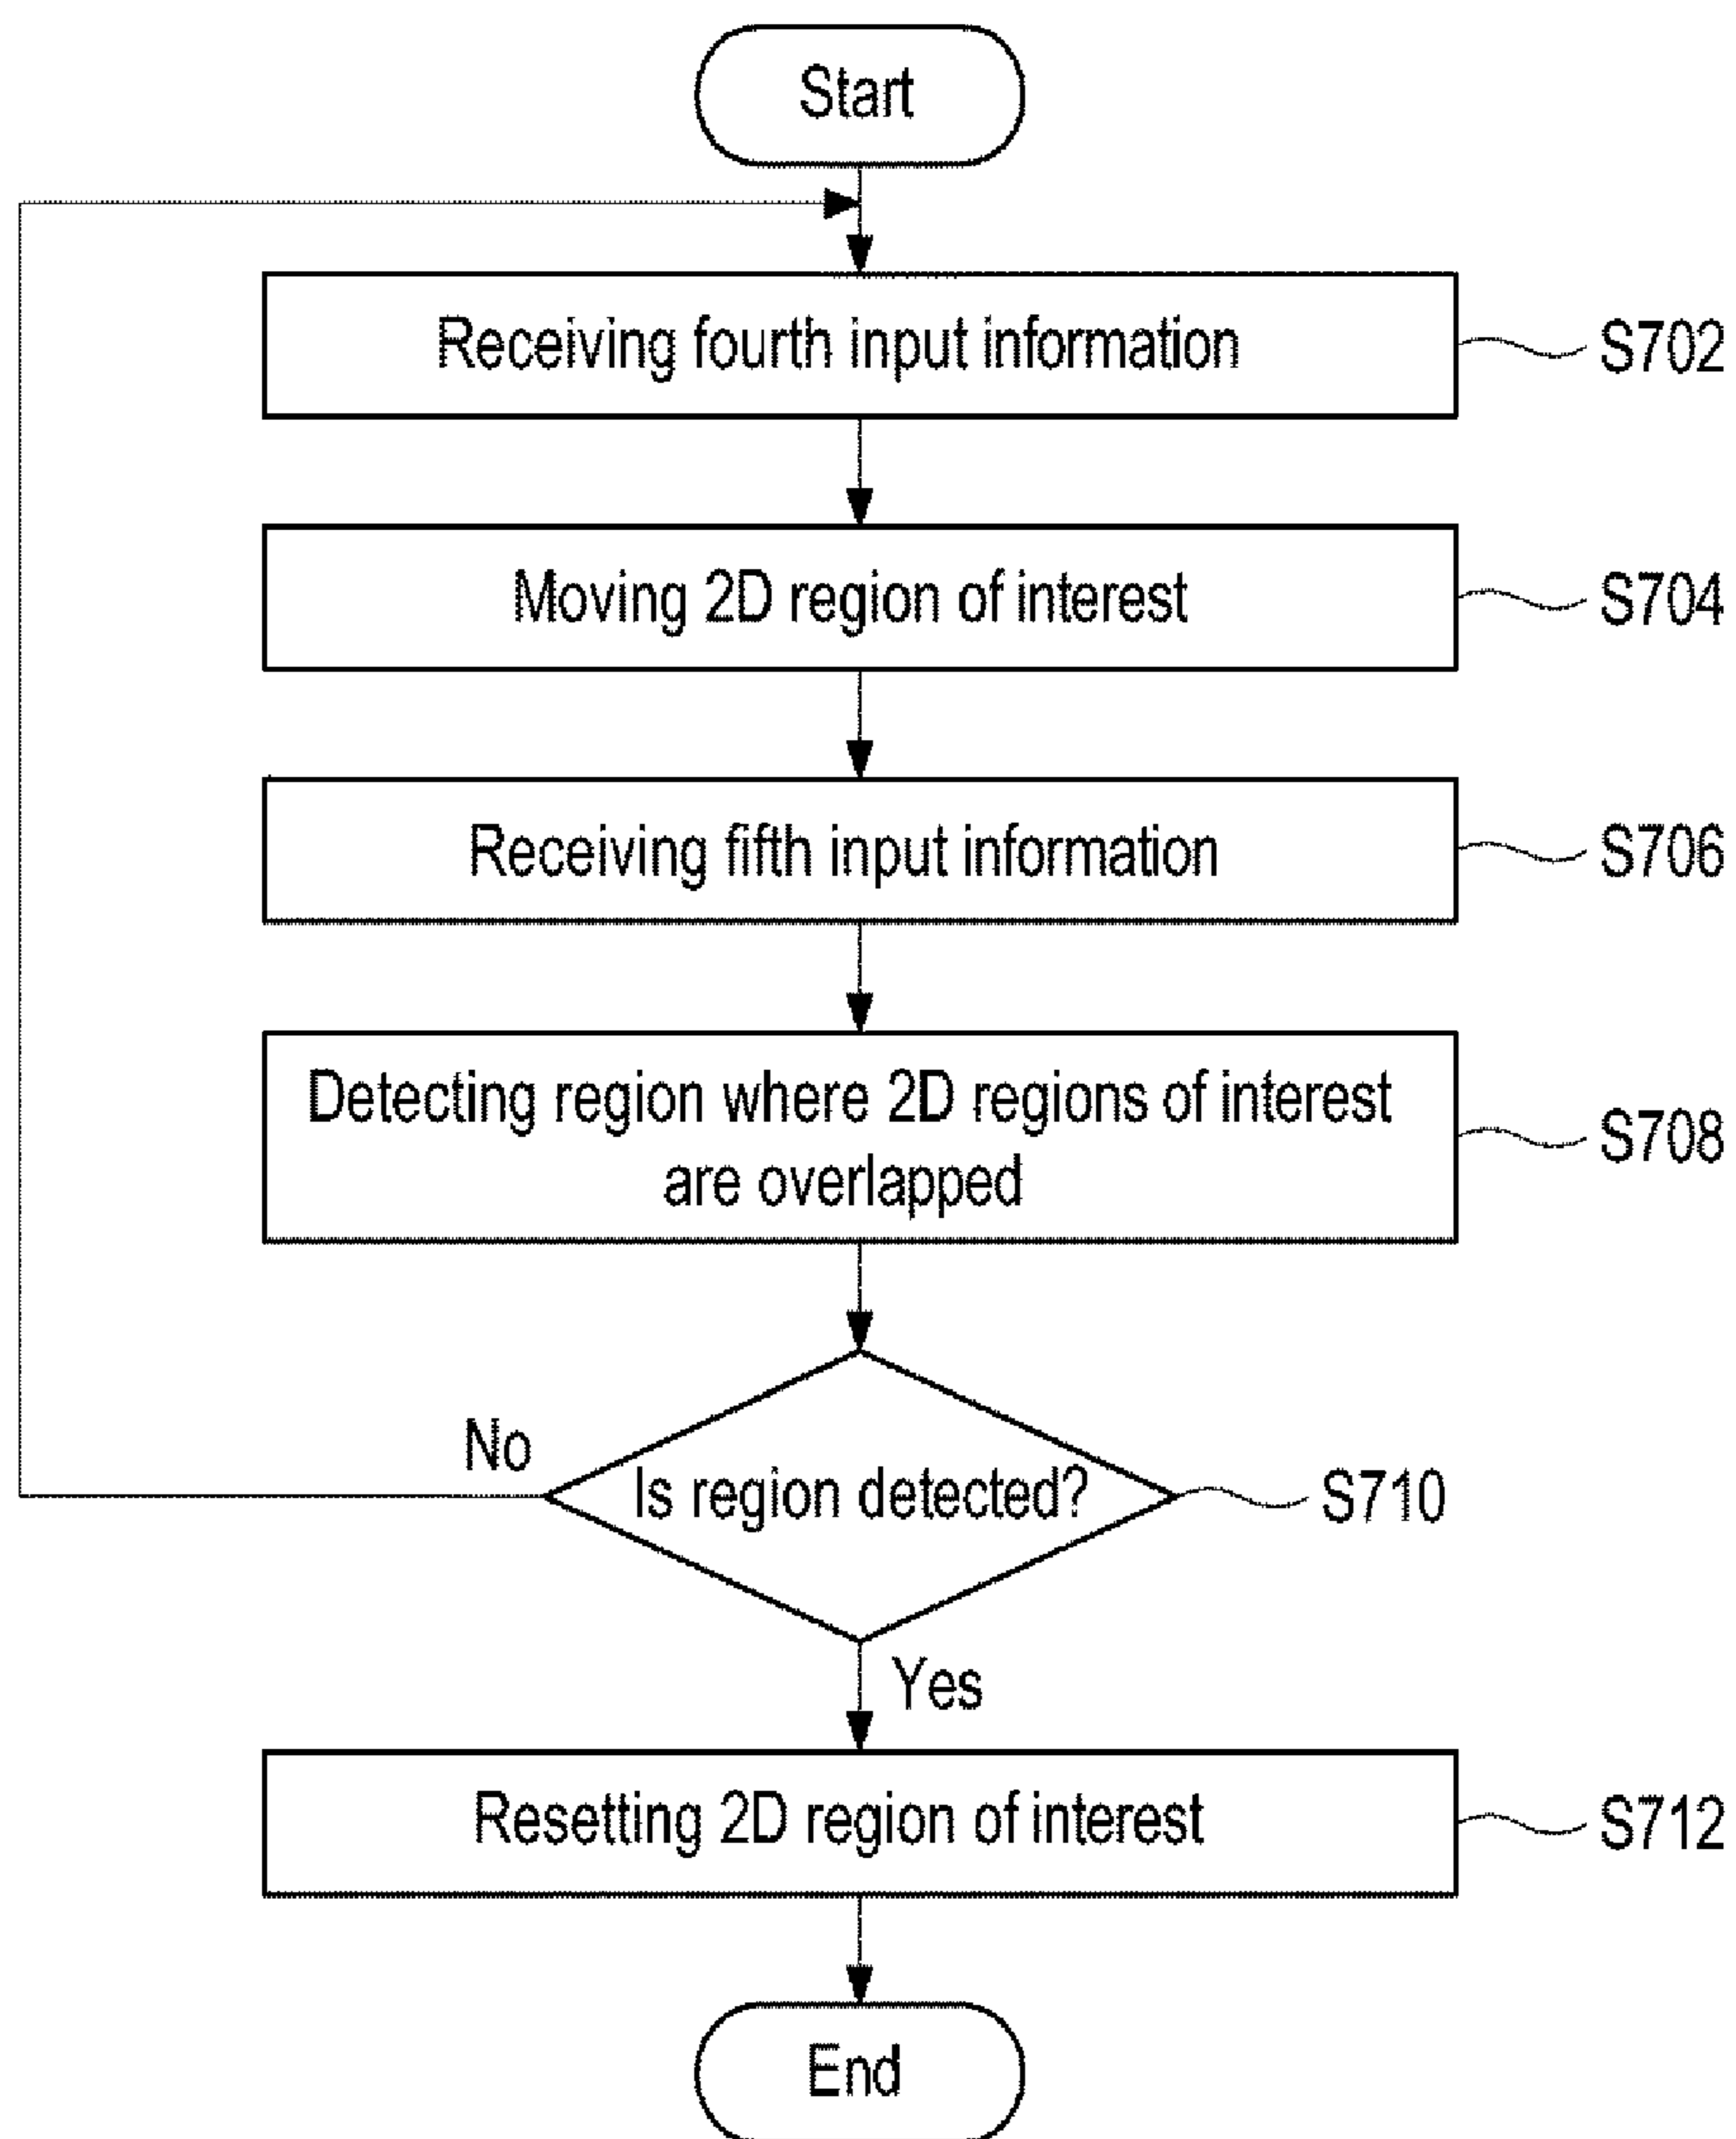 Start
Receiving fourth input information
S702
Moving 2D region of interest
S704
Receiving fifth input information
S706
Detecting region where 2D regions of interest
are overlapped
S708
No
Is region detected?
S710
Yes
Resetting 2D region of interest
S712
End